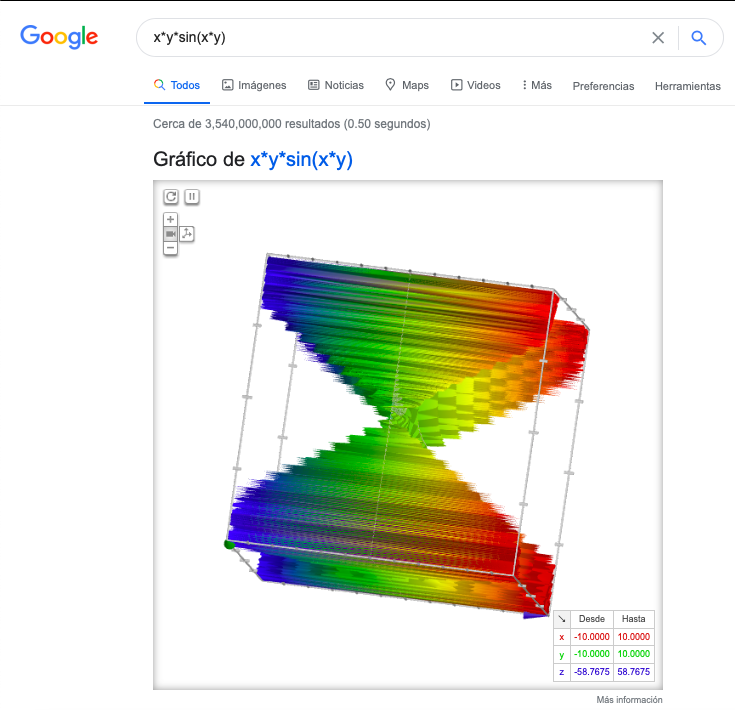 Google
x*y*sin(x*y)
Todos Imágenes Noticias Maps Videos Más Preferencias Herramientas
Cerca de 3,540,000,000 resultados (0.50 segundos)
Gráfico de x*y*sin(x*y)
Desde Hasta
x -10.0000 10.0000
y -10.0000 10.0000
z -58.7675 58.7675
Más información